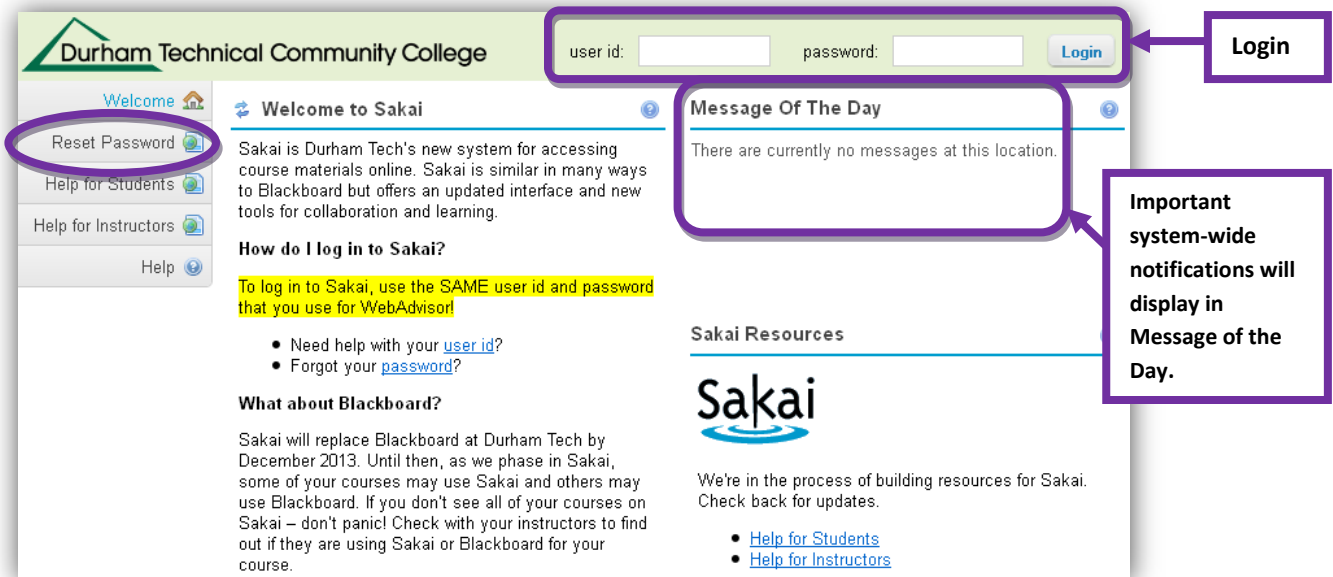 Durham Technical Community College
user id:
password:
Login
Login
Welcome
Reset Password
Help for Students
Help for Instructors
Help
Welcome to Sakai
Sakai is Durham Tech's new system for accessing
course materials online. Sakai is similar in many ways
to Blackboard but offers an updated interface and new
tools for collaboration and learning.
How do I log in to Sakai?
To log in to Sakai, use the SAME user id and password
that you use for WebAdvisor!
• Need help with your user id?
• Forgot your password?
What about Blackboard?
Sakai will replace Blackboard at Durham Tech by
December 2013. Until then, as we phase in Sakai,
some of your courses may use Sakai and others may
use Blackboard. If you don't see all of your courses on
Sakai – don't panic! Check with your instructors to find
out if they are using Sakai or Blackboard for your
course.
Message Of The Day
There are currently no messages at this location.
Important
system-wide
notifications will
display in
Message of the
Day.
Sakai Resources
Sakai
We're in the process of building resources for Sakai.
Check back for updates.
• Help for Students
• Help for Instructors